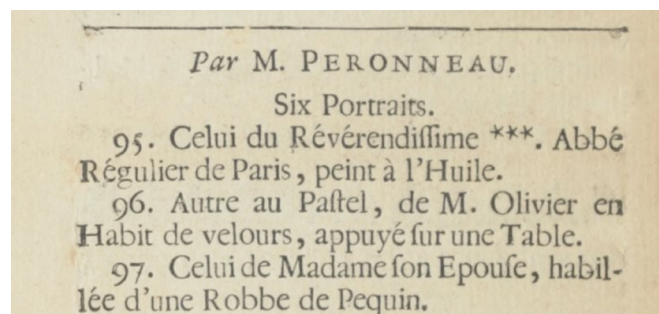 Par M. PERONNEAU.
Six Portraits.
95. Celui du Révérendiſſime ***. Abbé
Régulier de Paris, peint à l'Huile.
96. Autre au Paſtel, de M. Olivier en
Habit de velours, appuyé ſur une Table.
97. Celui de Madame ſon Epouſe, habil-
lée d'une Robbe de Pequin.